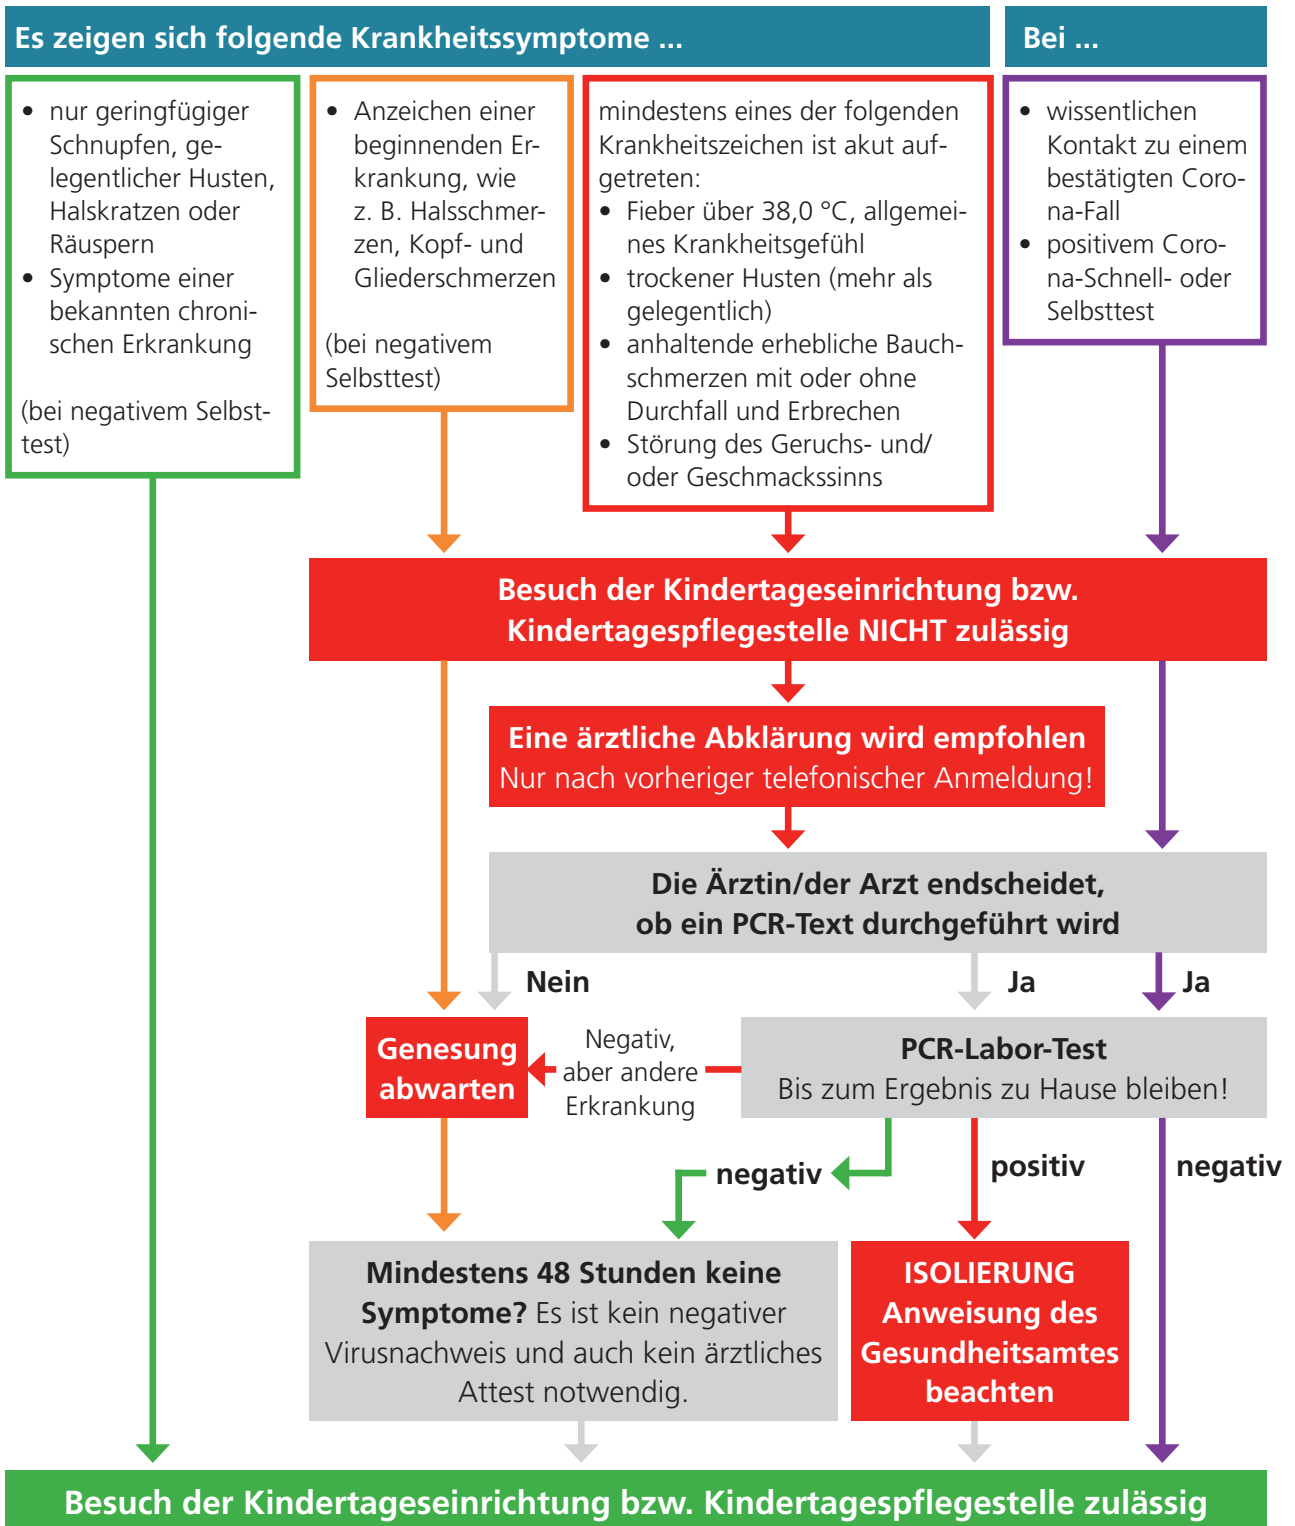 Es zeigen sich folgende Krankheitssymptome ...
Bei ...
• nur geringfügiger
Schnupfen, ge-
legentlicher Husten,
Halskratzen oder
Räuspern
• Symptome einer
bekannten chroni-
schen Erkrankung
(bei negativem Selbst-
test)
• Anzeichen einer
beginnenden Er-
krankung, wie
z. B. Halsschmer-
zen, Kopf- und
Gliederschmerzen
(bei negativem
Selbsttest)
mindestens eines der folgenden
Krankheitszeichen ist akut auf-
getreten:
• Fieber über 38,0 °C, allgemei-
nes Krankheitsgefühl
• trockener Husten (mehr als
gelegentlich)
• anhaltende erhebliche Bauch-
schmerzen mit oder ohne
Durchfall und Erbrechen
• Störung des Geruchs- und/
oder Geschmackssinns
• wissentlichen
Kontakt zu einem
bestätigten Coro-
na-Fall
• positivem Coro-
na-Schnell- oder
Selbsttest
Besuch der Kindertageseinrichtung bzw.
Kindertagespflegestelle NICHT zulässig
Eine ärztliche Abklärung wird empfohlen
Nur nach vorheriger telefonischer Anmeldung!
Die Ärztin/der Arzt endscheidet,
ob ein PCR-Text durchgeführt wird
Nein
Ja
Ja
Genesung
abwarten
Negativ,
aber andere
Erkrankung
PCR-Labor-Test
Bis zum Ergebnis zu Hause bleiben!
negativ
positiv
negativ
Mindestens 48 Stunden keine
Symptome? Es ist kein negativer
Virusnachweis und auch kein ärztliches
Attest notwendig.
ISOLIERUNG
Anweisung des
Gesundheitsamtes
beachten
Besuch der Kindertageseinrichtung bzw. Kindertagespflegestelle zulässig